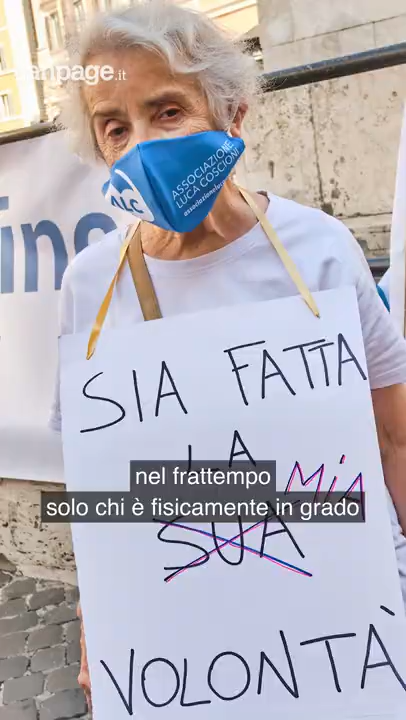 fanpage.it
ALC
ASSOCIAZIONE
LUCA COSCIONI
SIA FATTA
LA
MIA
SUA
VOLONTÀ
nel frattempo
solo chi è fisicamente in grado